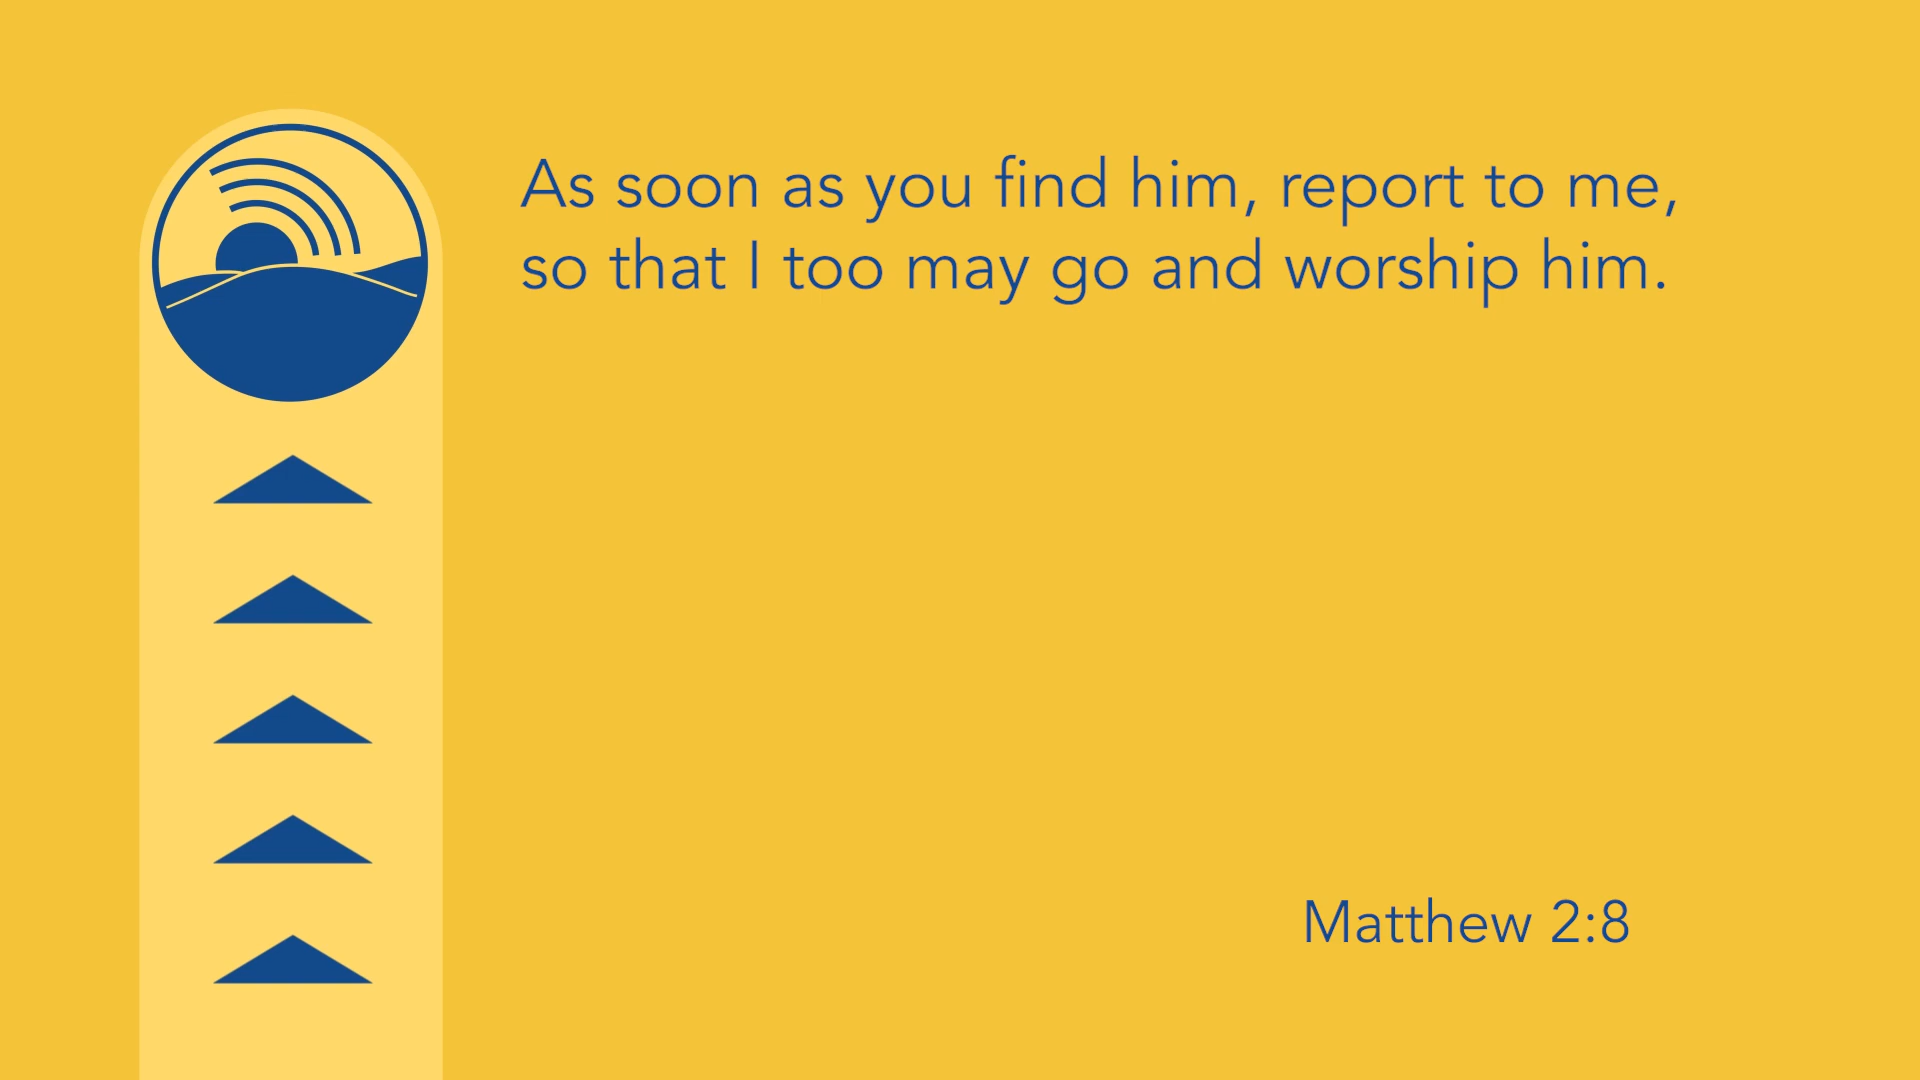 As soon as you find him, report to me,
so that I too may go and worship him.
Matthew 2:8